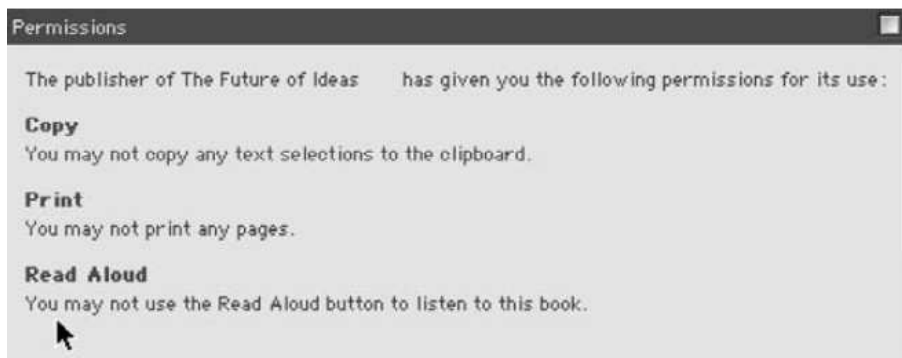 Permissions
The publisher of The Future of Ideas has given you the following permissions for its use:
Copy
You may not copy any text selections to the clipboard.
Print
You may not print any pages.
Read Aloud
You may not use the Read Aloud button to listen to this book.